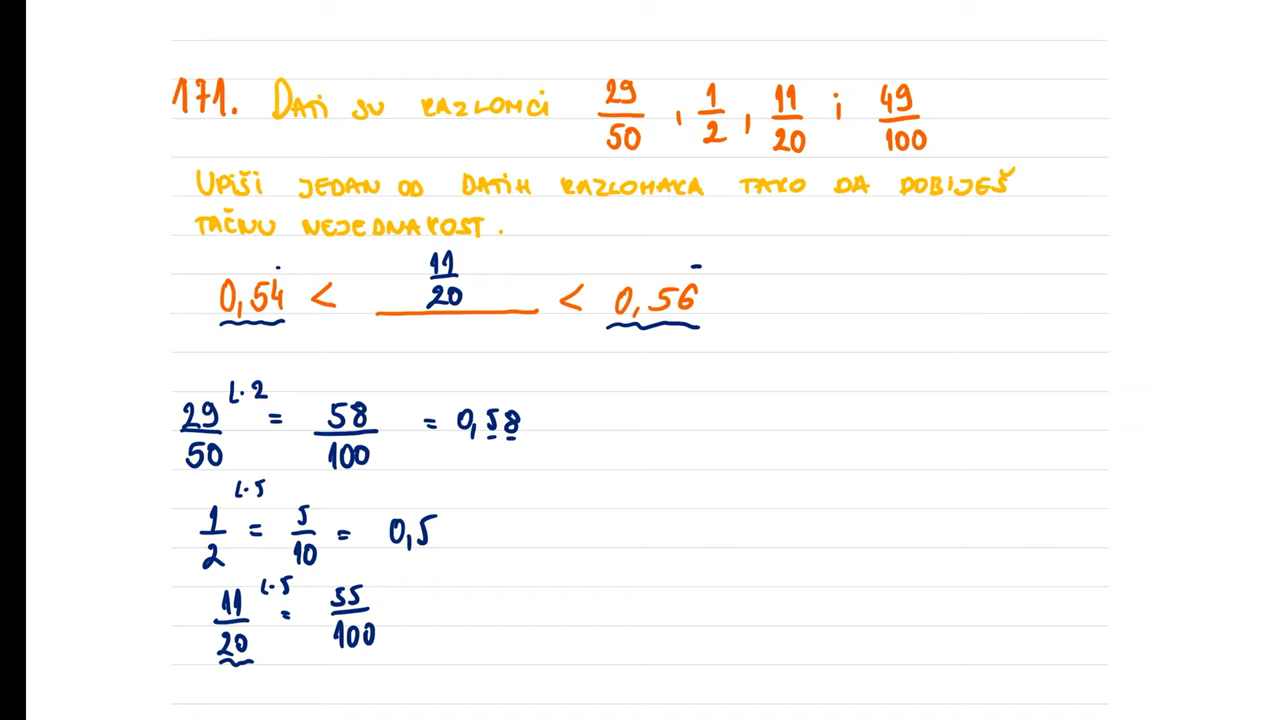 171. Dati su razlomci 29/50, 1/2, 11/20 i 49/100
Upiši jedan od datih razlomaka tako da dobiješ
tačnu nejednakost.
0,54 < 11/20 < 0,56
29/50 |·2 = 58/100 = 0,58
1/2 |·5 = 5/10 = 0,5
11/20 |·5 = 55/100